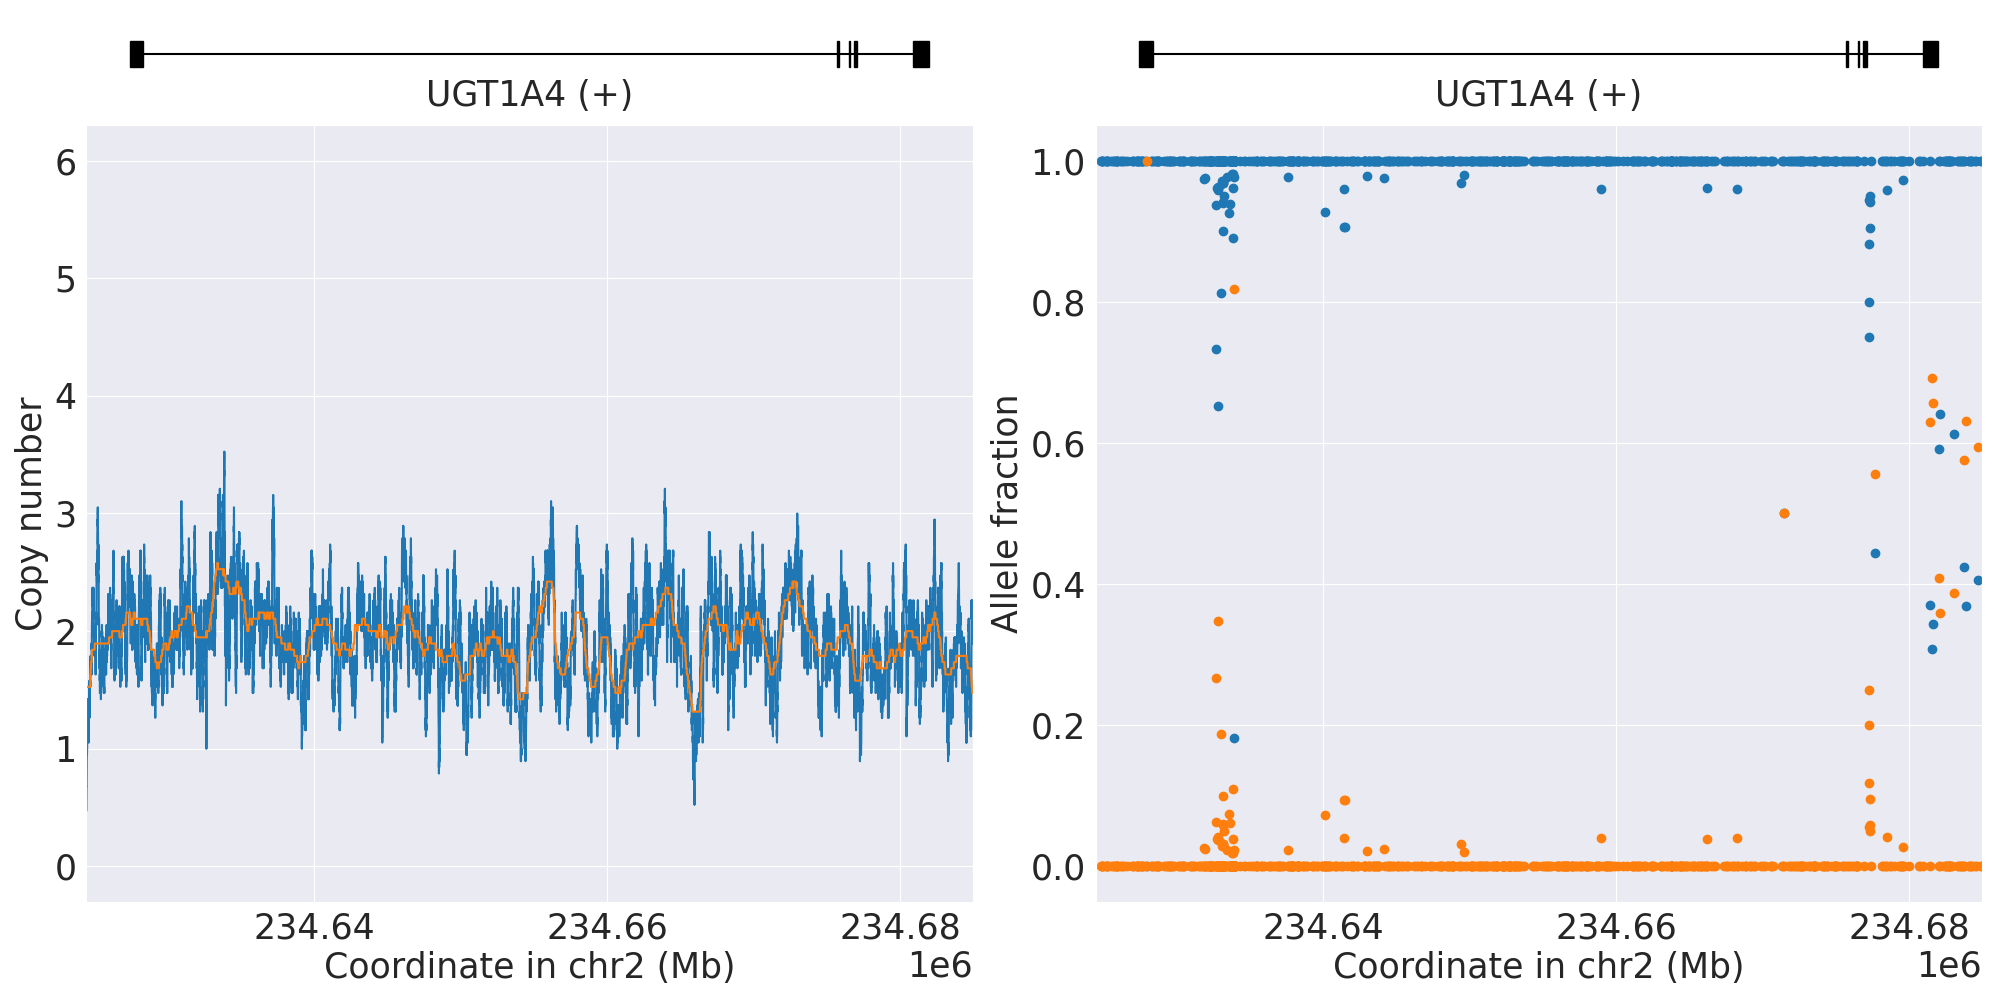 UGT1A4 (+)
6
5
4
3
2
1
0
Copy number
234.64 234.66 234.68
1e6
Coordinate in chr2 (Mb)
UGT1A4 (+)
1.0
0.8
0.6
0.4
0.2
0.0
Allele fraction
234.64 234.66 234.68
1e6
Coordinate in chr2 (Mb)